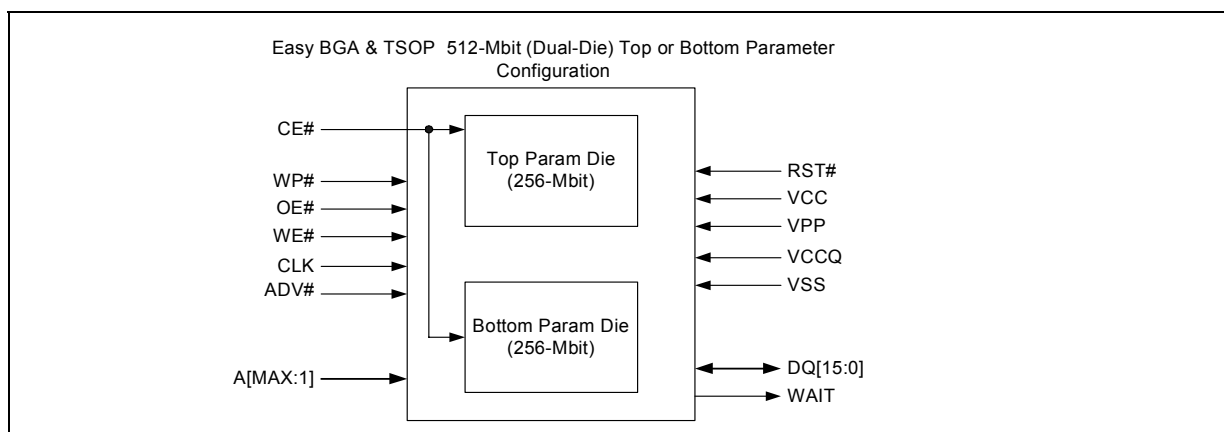 Easy BGA & TSOP 512-Mbit (Dual-Die) Top or Bottom Parameter
Configuration
CE#
WP#
OE#
WE#
CLK
ADV#
A[MAX:1]
Top Param Die
(256-Mbit)
Bottom Param Die
(256-Mbit)
RST#
VCC
VPP
VCCQ
VSS
DQ[15:0]
WAIT